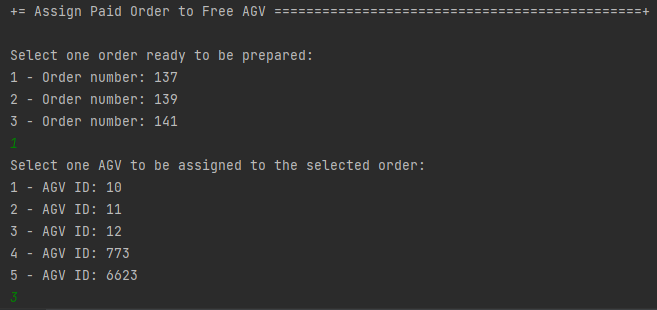 += Assign Paid Order to Free AGV ==============================================+
Select one order ready to be prepared:
1 - Order number: 137
2 - Order number: 139
3 - Order number: 141
1
Select one AGV to be assigned to the selected order:
1 - AGV ID: 10
2 - AGV ID: 11
3 - AGV ID: 12
4 - AGV ID: 773
5 - AGV ID: 6623
3